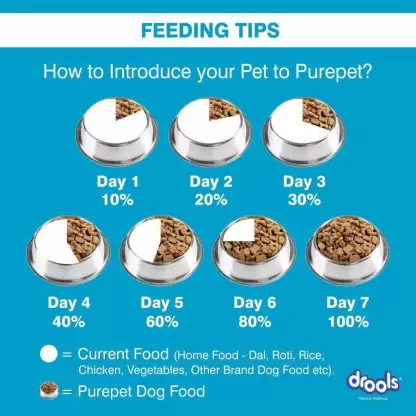 FEEDING TIPS
How to Introduce your Pet to Purepet?
Day 1
10%
Day 2
20%
Day 3
30%
Day 4
40%
Day 5
60%
Day 6
80%
Day 7
100%
= Current Food (Home Food - Dal, Roti, Rice,
Chicken, Vegetables, Other Brand Dog Food etc).
= Purepet Dog Food
drools